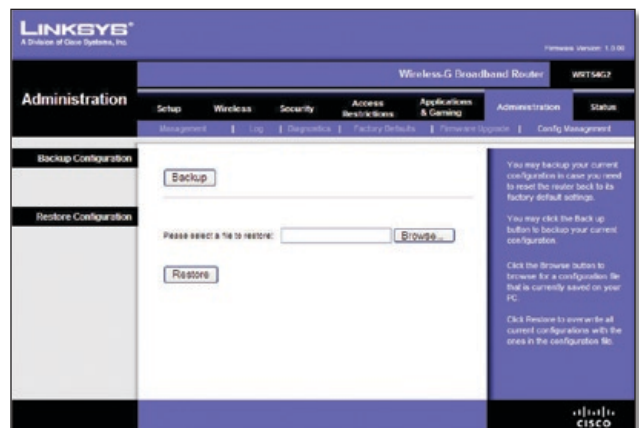 LINKSYS®
A Division of Cisco Systems, Inc.
Firmware Version: 1.0.00
Wireless-G Broadband Router
WRT54G2
Administration
Setup
Wireless
Security
Access Restrictions
Applications & Gaming
Administration
Status
Management | Log | Diagnostics | Factory Defaults | Firmware Upgrade | Config Management
Backup Configuration
Backup
Restore Configuration
Please select a file to restore:
Browse...
Restore
You may backup your current
configuration in case you need
to reset the router back to its
factory default settings.
You may click the Back up
button to backup your current
configuration.
Click the Browse button to
browse for a configuration file
that is currently saved on your
PC.
Click Restore to overwrite all
current configurations with the
ones in the configuration file.
CISCO